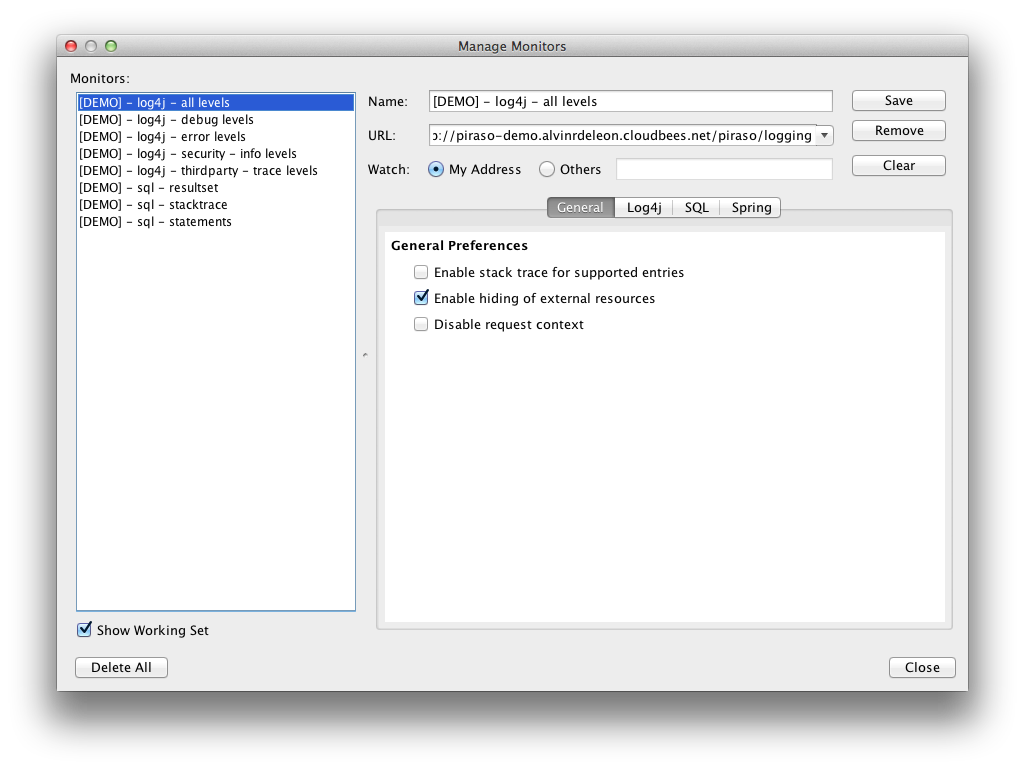 Manage Monitors
Monitors:
[DEMO] - log4j - all levels
[DEMO] - log4j - debug levels
[DEMO] - log4j - error levels
[DEMO] - log4j - security - info levels
[DEMO] - log4j - thirdparty - trace levels
[DEMO] - sql - resultset
[DEMO] - sql - stacktrace
[DEMO] - sql - statements
Show Working Set
Delete All
Name: [DEMO] - log4j - all levels Save
URL: ://piraso-demo.alvinrdeleon.cloudbees.net/piraso/logging Remove
Watch: My Address Others Clear
General Log4j SQL Spring
General Preferences
Enable stack trace for supported entries
Enable hiding of external resources
Disable request context
Close